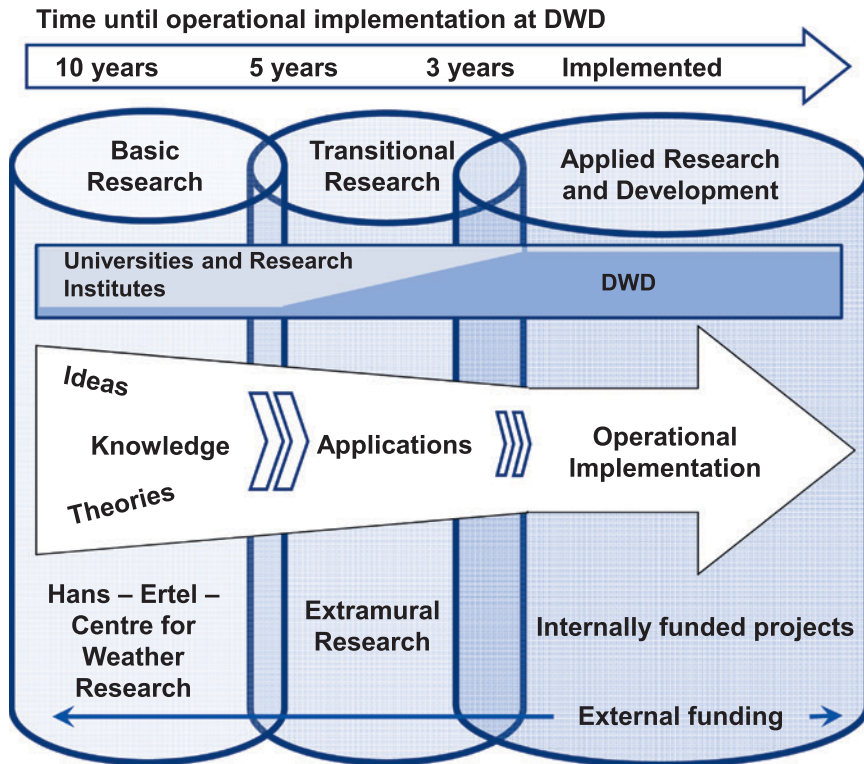 Time until operational implementation at DWD
10 years 5 years 3 years Implemented
Basic
Research
Transitional
Research
Applied Research
and Development
Universities and Research
Institutes
DWD
Ideas
Knowledge
Theories
Applications
Operational
Implementation
Hans – Ertel –
Centre for
Weather
Research
Extramural
Research
Internally funded projects
External funding